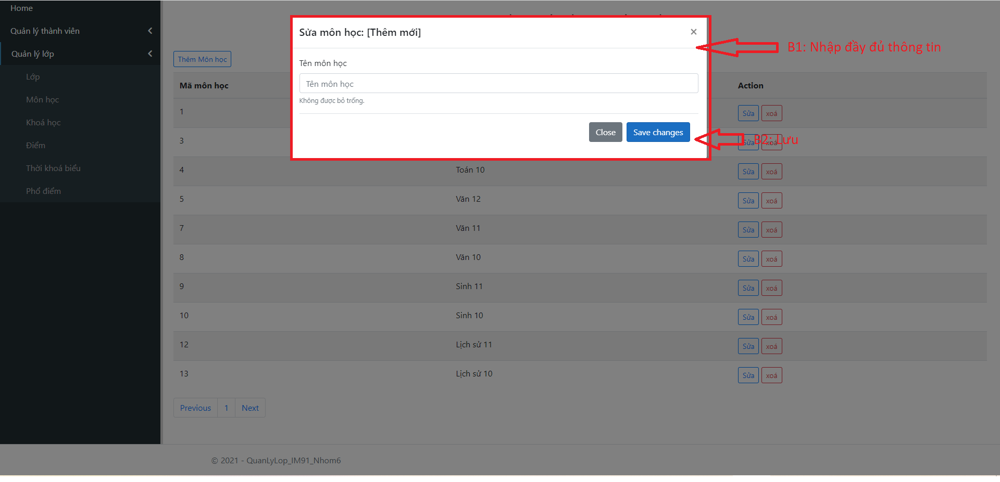 Home
Quản lý thành viên
Quản lý lớp
Lớp
Môn học
Khoá học
Điểm
Thời khoá biểu
Phổ điểm
Sửa môn học: [Thêm mới]
×
B1: Nhập đầy đủ thông tin
Tên môn học
Tên môn học
Không được bỏ trống.
Close
Save changes
B2: Lưu
Thêm Môn học
Mã môn học
Action
1
Sửa
xoá
3
Sửa
xoá
4
Toán 10
Sửa
xoá
5
Văn 12
Sửa
xoá
7
Văn 11
Sửa
xoá
8
Văn 10
Sửa
xoá
9
Sinh 11
Sửa
xoá
10
Sinh 10
Sửa
xoá
12
Lịch sử 11
Sửa
xoá
13
Lịch sử 10
Sửa
xoá
Previous
1
Next
© 2021 - QuanLyLop_IM91_Nhom6